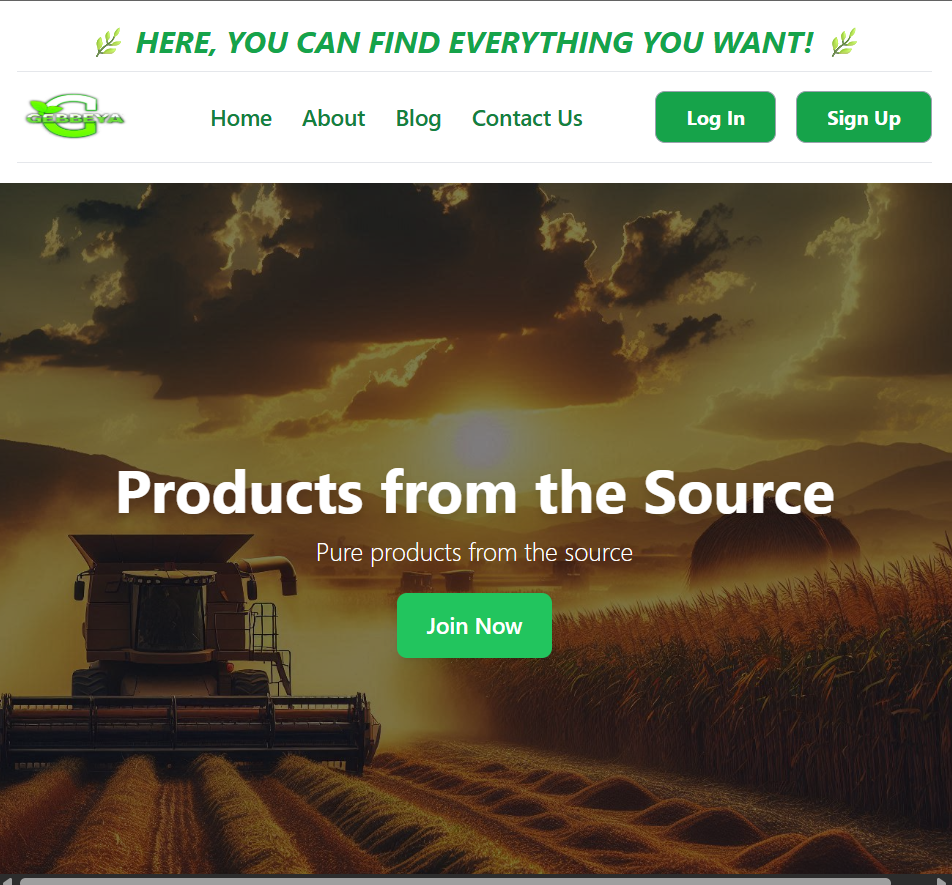 🌿 HERE, YOU CAN FIND EVERYTHING YOU WANT! 🌿
GEBBEYA
Home About Blog Contact Us Log In Sign Up
Products from the Source
Pure products from the source
Join Now